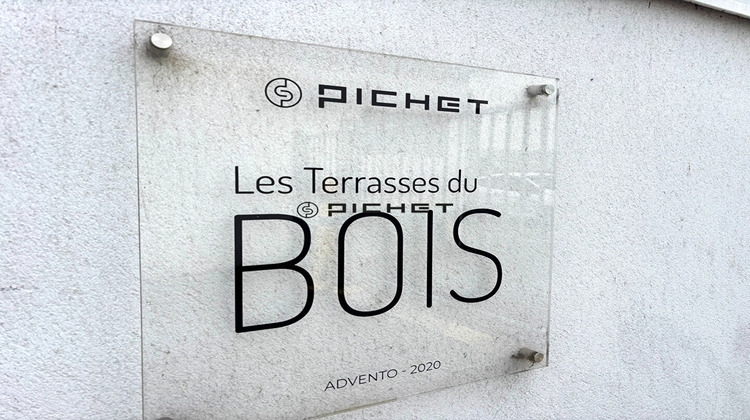 PICHET
Les Terrasses du
PICHET
BOIS
ADVENTO - 2020